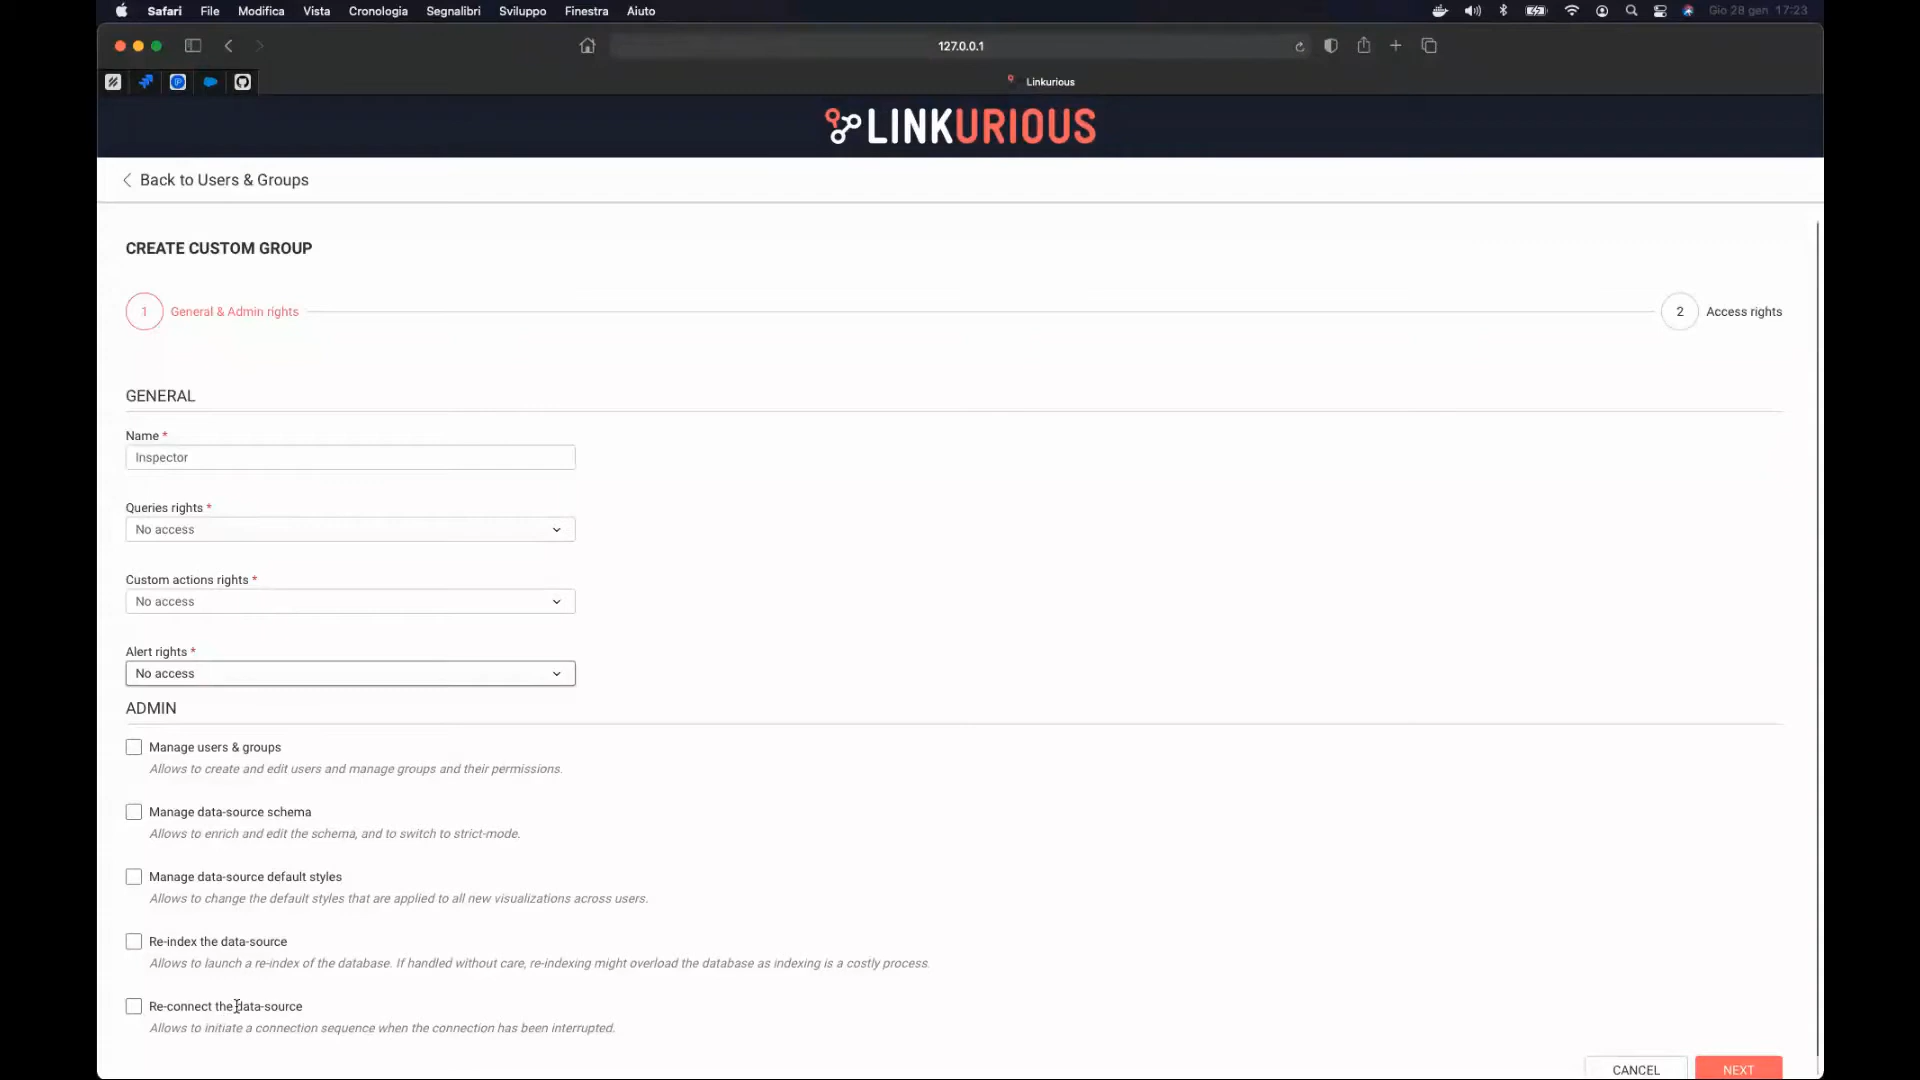 Safari File Modifica Vista Cronologia Segnalibri Sviluppo Finestra Aiuto Gio 28 gen 17:23
127.0.0.1
Linkurious
LINKURIOUS
Back to Users & Groups
CREATE CUSTOM GROUP
1 General & Admin rights 2 Access rights
GENERAL
Name *
Inspector
Queries rights *
No access
Custom actions rights *
No access
Alert rights *
No access
ADMIN
Manage users & groups
Allows to create and edit users and manage groups and their permissions.
Manage data-source schema
Allows to enrich and edit the schema, and to switch to strict-mode.
Manage data-source default styles
Allows to change the default styles that are applied to all new visualizations across users.
Re-index the data-source
Allows to launch a re-index of the database. If handled without care, re-indexing might overload the database as indexing is a costly process.
Re-connect the data-source
Allows to initiate a connection sequence when the connection has been interrupted.
CANCEL NEXT